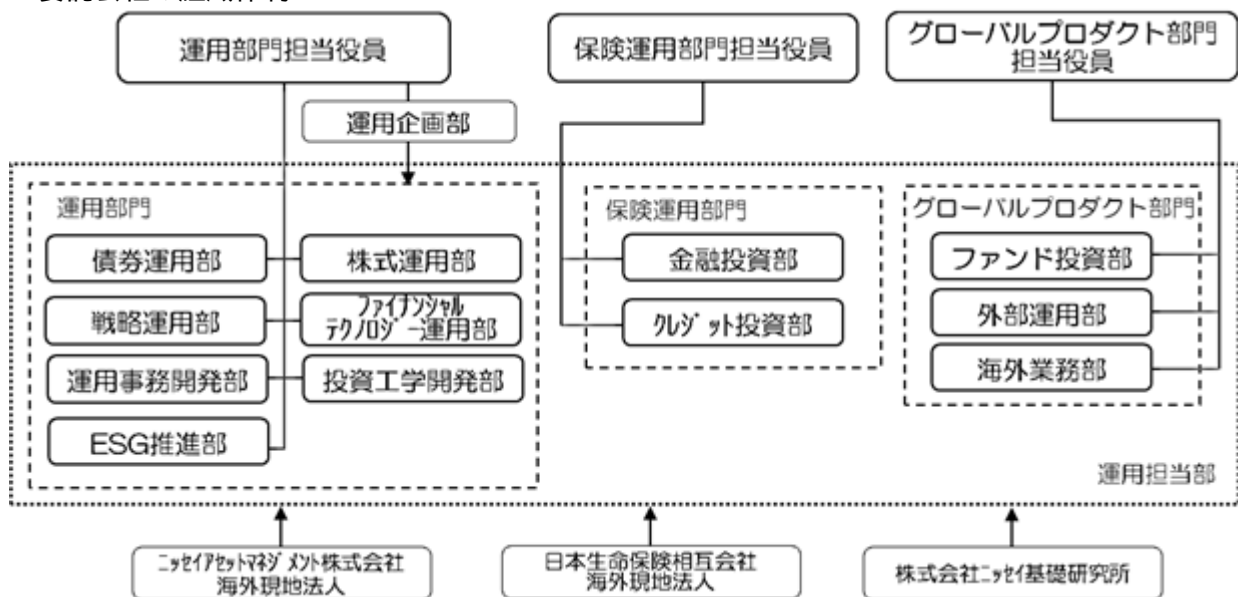 運用部門担当役員
保険運用部門担当役員
グローバルプロダクト部門
担当役員
運用企画部
運用部門
保険運用部門
グローバルプロダクト部門
債券運用部
株式運用部
金融投資部
ファンド投資部
戦略運用部
ﾌｧｲﾅﾝｼｬﾙ
ﾃｸﾉﾛｼﾞｰ運用部
ｸﾚｼﾞｯﾄ投資部
外部運用部
運用事務開発部
投資工学開発部
海外業務部
ESG推進部
運用担当部
ﾆｯｾｲｱｾｯﾄﾏﾈｼﾞﾒﾝﾄ株式会社
海外現地法人
日本生命保険相互会社
海外現地法人
株式会社ﾆｯｾｲ基礎研究所